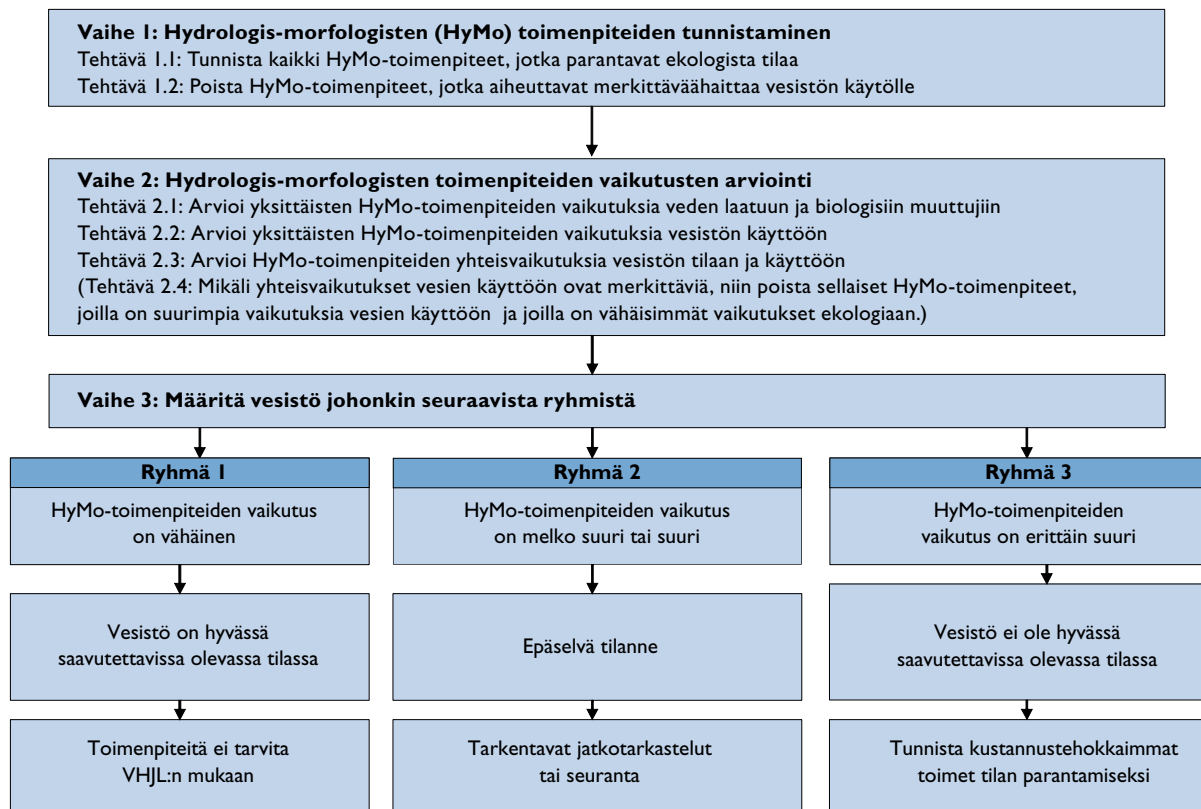 Vaihe 1: Hydrologis-morfologisten (HyMo) toimenpiteiden tunnistaminen
Tehtävä 1.1: Tunnista kaikki HyMo-toimenpiteet, jotka parantavat ekologista tilaa
Tehtävä 1.2: Poista HyMo-toimenpiteet, jotka aiheuttavat merkittäväähaittaa vesistön käytölle
Vaihe 2: Hydrologis-morfologisten toimenpiteiden vaikutusten arviointi
Tehtävä 2.1: Arvioi yksittäisten HyMo-toimenpiteiden vaikutuksia veden laatuun ja biologisiin muuttujiin
Tehtävä 2.2: Arvioi yksittäisten HyMo-toimenpiteiden vaikutuksia vesistön käyttöön
Tehtävä 2.3: Arvioi HyMo-toimenpiteiden yhteisvaikutuksia vesistön tilaan ja käyttöön
(Tehtävä 2.4: Mikäli yhteisvaikutukset vesien käyttöön ovat merkittäviä, niin poista sellaiset HyMo-toimenpiteet,
joilla on suurimpia vaikutuksia vesien käyttöön ja joilla on vähäisimmät vaikutukset ekologiaan.)
Vaihe 3: Määritä vesistö johonkin seuraavista ryhmistä
Ryhmä 1
HyMo-toimenpiteiden vaikutus
on vähäinen
Vesistö on hyvässä
saavutettavissa olevassa tilassa
Toimenpiteitä ei tarvita
VHJL:n mukaan
Ryhmä 2
HyMo-toimenpiteiden vaikutus
on melko suuri tai suuri
Epäselvä tilanne
Tarkentavat jatkotarkastelut
tai seuranta
Ryhmä 3
HyMo-toimenpiteiden
vaikutus on erittäin suuri
Vesistö ei ole hyvässä
saavutettavissa olevassa tilassa
Tunnista kustannustehokkaimmat
toimet tilan parantamiseksi